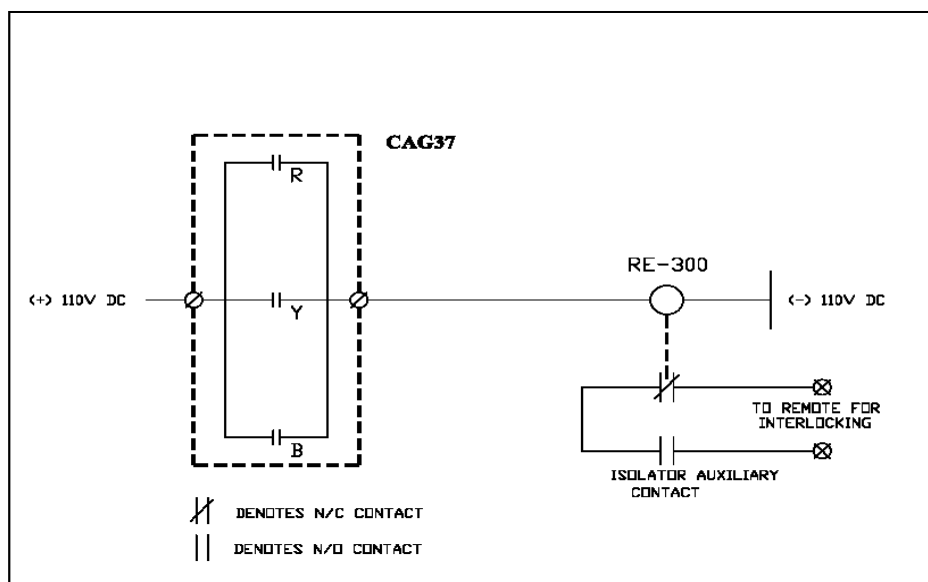 CAG37
R
RE-300
(+) 110V DC
Y
(-) 110V DC
TO REMOTE FOR
INTERLOCKING
B
ISOLATOR AUXILIARY
CONTACT
DENOTES N/C CONTACT
DENOTES N/O CONTACT